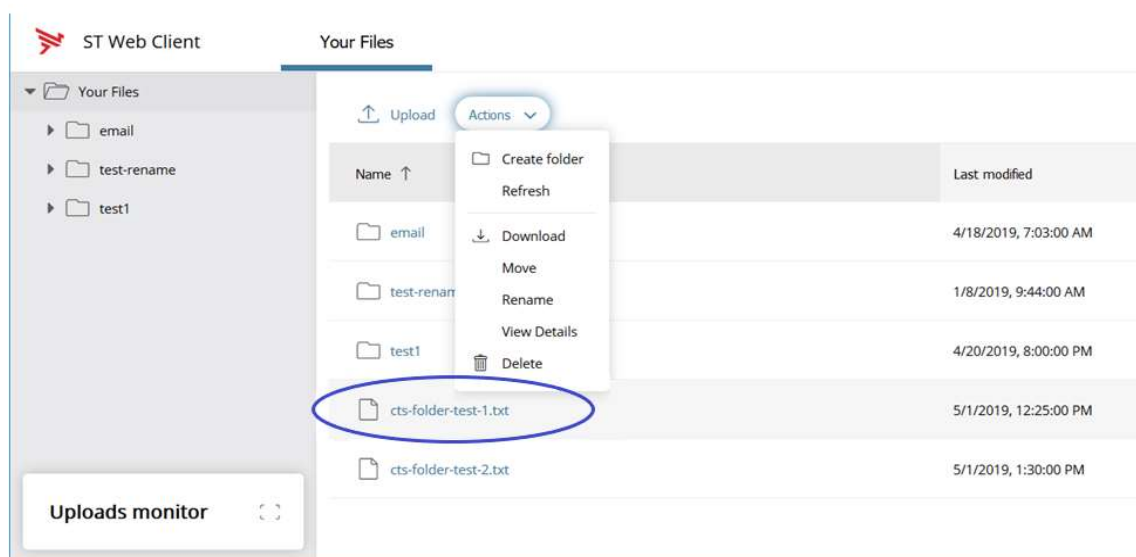 ST Web Client
Your Files
Your Files
email
test-rename
test1
Upload
Actions
Create folder
Refresh
Download
Move
Rename
View Details
Delete
Name ↑
Last modified
email
4/18/2019, 7:03:00 AM
test-renam
1/8/2019, 9:44:00 AM
test1
4/20/2019, 8:00:00 PM
cts-folder-test-1.txt
5/1/2019, 12:25:00 PM
cts-folder-test-2.txt
5/1/2019, 1:30:00 PM
Uploads monitor